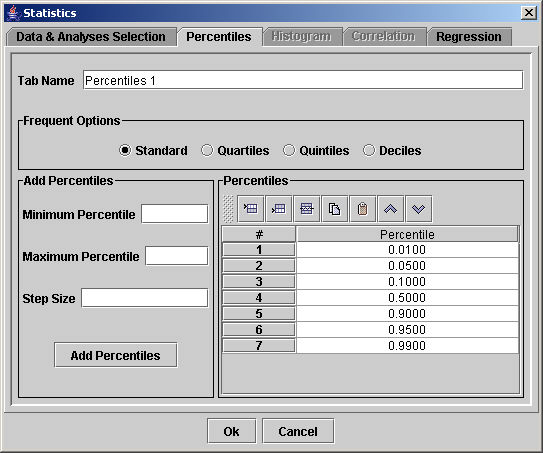 Statistics
Data & Analyses Selection Percentiles Histogram Correlation Regression
Tab Name Percentiles 1
Frequent Options
Standard Quartiles Quintiles Deciles
Add Percentiles
Minimum Percentile
Maximum Percentile
Step Size
Add Percentiles
Percentiles
# Percentile
1 0.0100
2 0.0500
3 0.1000
4 0.5000
5 0.9000
6 0.9500
7 0.9900
Ok Cancel